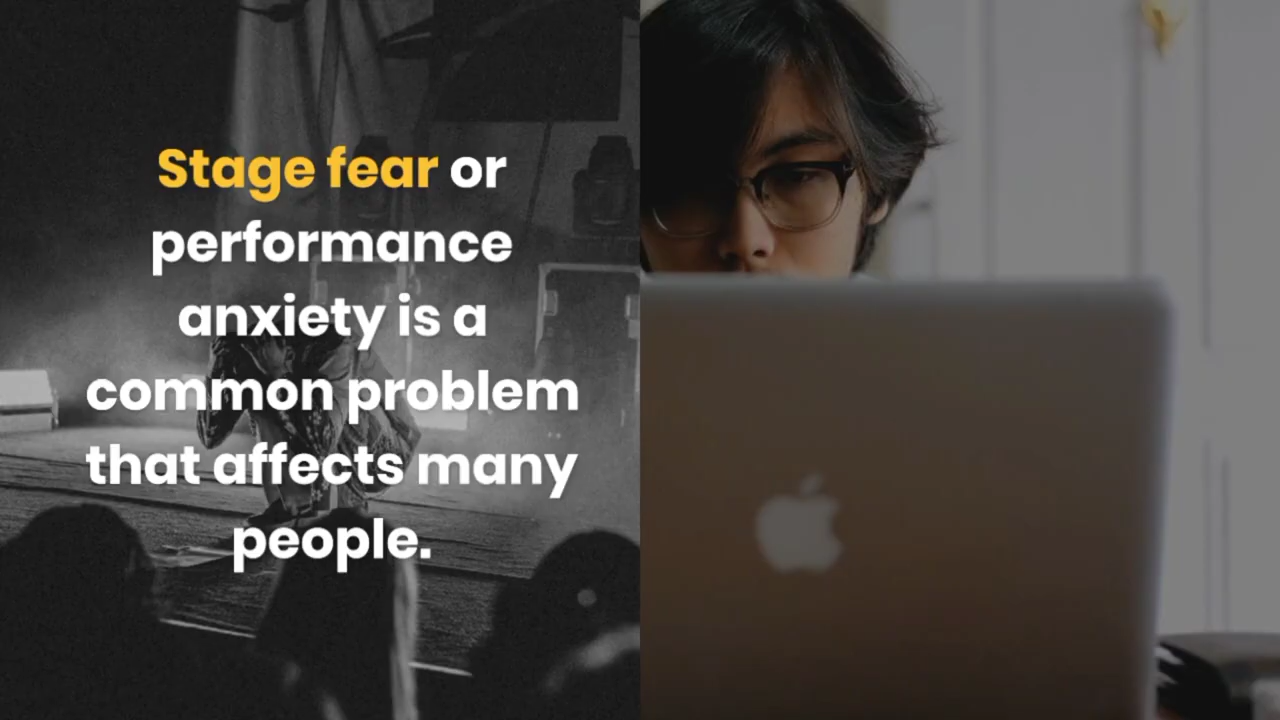 Stage fear or
performance
anxiety is a
common problem
that affects many
people.